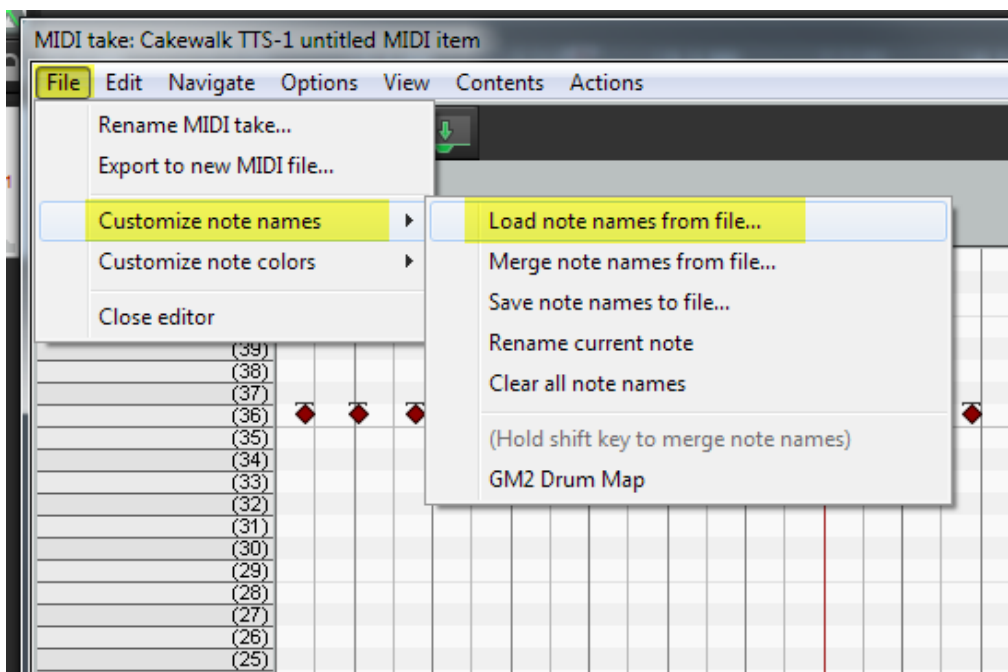 MIDI take: Cakewalk TTS-1 untitled MIDI item
File Edit Navigate Options View Contents Actions
Rename MIDI take...
Export to new MIDI file...
Customize note names
Customize note colors
Close editor
Load note names from file...
Merge note names from file...
Save note names to file...
Rename current note
Clear all note names
(Hold shift key to merge note names)
GM2 Drum Map
(39)
(38)
(37)
(36)
(35)
(34)
(33)
(32)
(31)
(30)
(29)
(28)
(27)
(26)
(25)